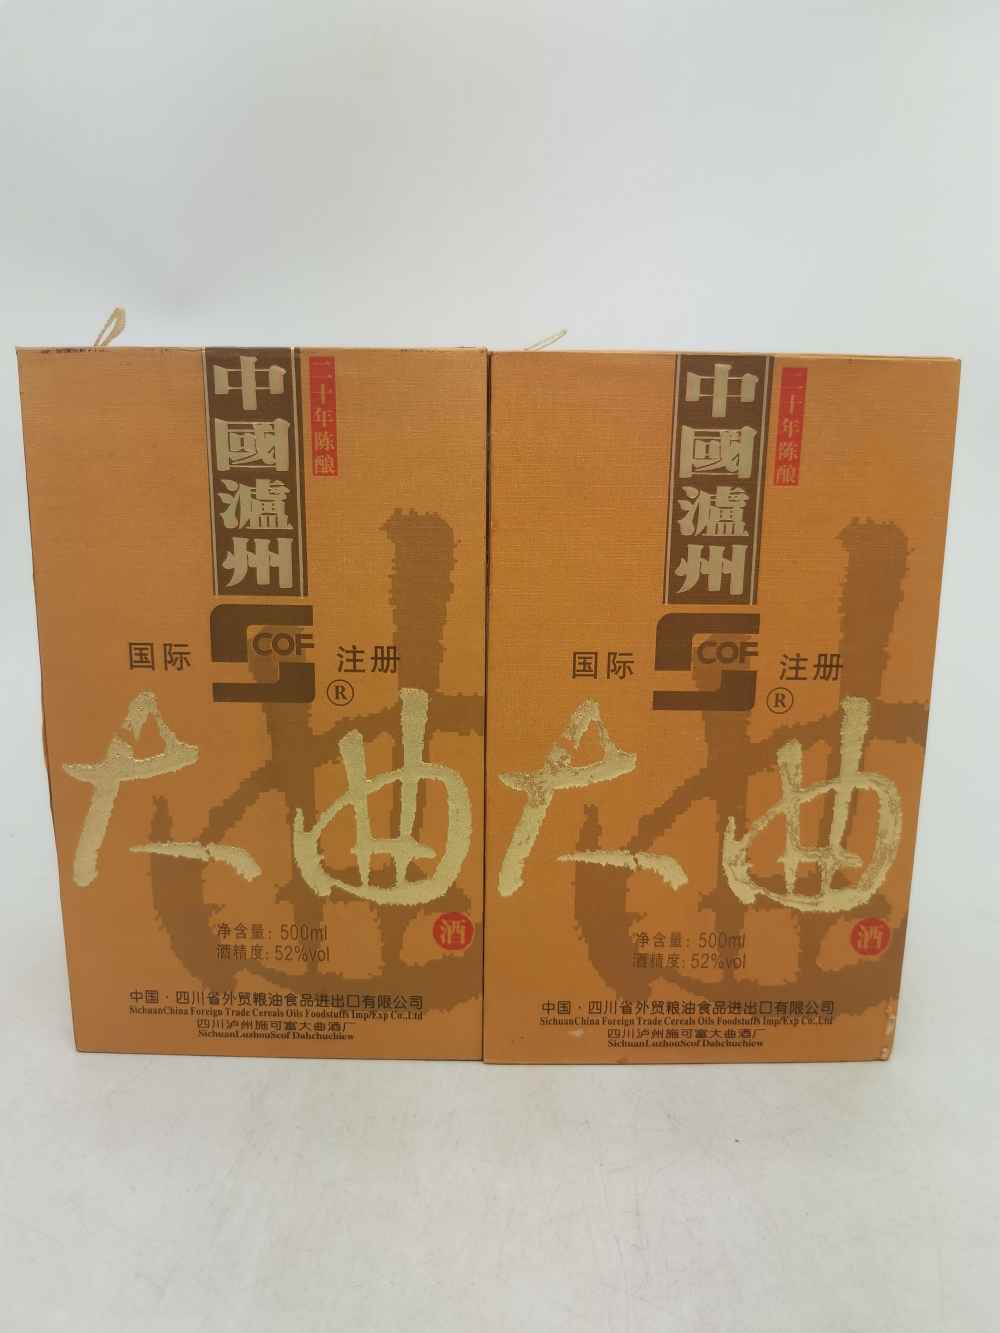 中國瀘州
二十年陈酿
COF
国际 注册
®
大曲
酒
净含量: 500ml
酒精度: 52%vol
中国·四川省外贸粮油食品进出口有限公司
SichuanChina Foreign Trade Cereals Oils Foodstuffs Imp/Exp Co.,Ltd
四川泸州施可富大曲酒厂
SichuanLuzhouScof Dahchuchiew
中國瀘州
二十年陈酿
COF
国际 注册
®
大曲
酒
净含量: 500ml
酒精度: 52%vol
中国·四川省外贸粮油食品进出口有限公司
SichuanChina Foreign Trade Cereals Oils Foodstuffs Imp/Exp Co.,Ltd
四川泸州施可富大曲酒厂
SichuanLuzhouScof Dahchuchiew